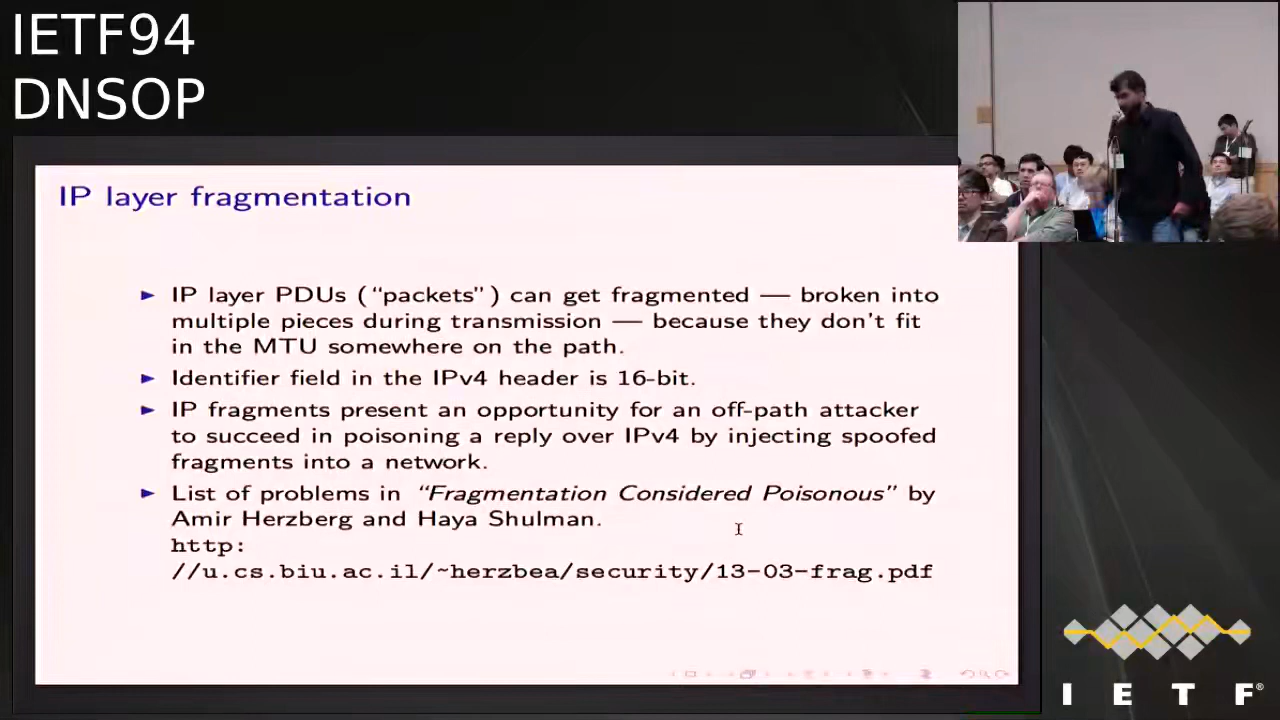 IETF94
DNSOP
IP layer fragmentation
IP layer PDUs (“packets”) can get fragmented — broken into
multiple pieces during transmission — because they don’t fit
in the MTU somewhere on the path.
Identifier field in the IPv4 header is 16-bit.
IP fragments present an opportunity for an off-path attacker
to succeed in poisoning a reply over IPv4 by injecting spoofed
fragments into a network.
List of problems in “Fragmentation Considered Poisonous” by
Amir Herzberg and Haya Shulman.
http:
//u.cs.biu.ac.il/~herzbea/security/13-03-frag.pdf
I E T F®